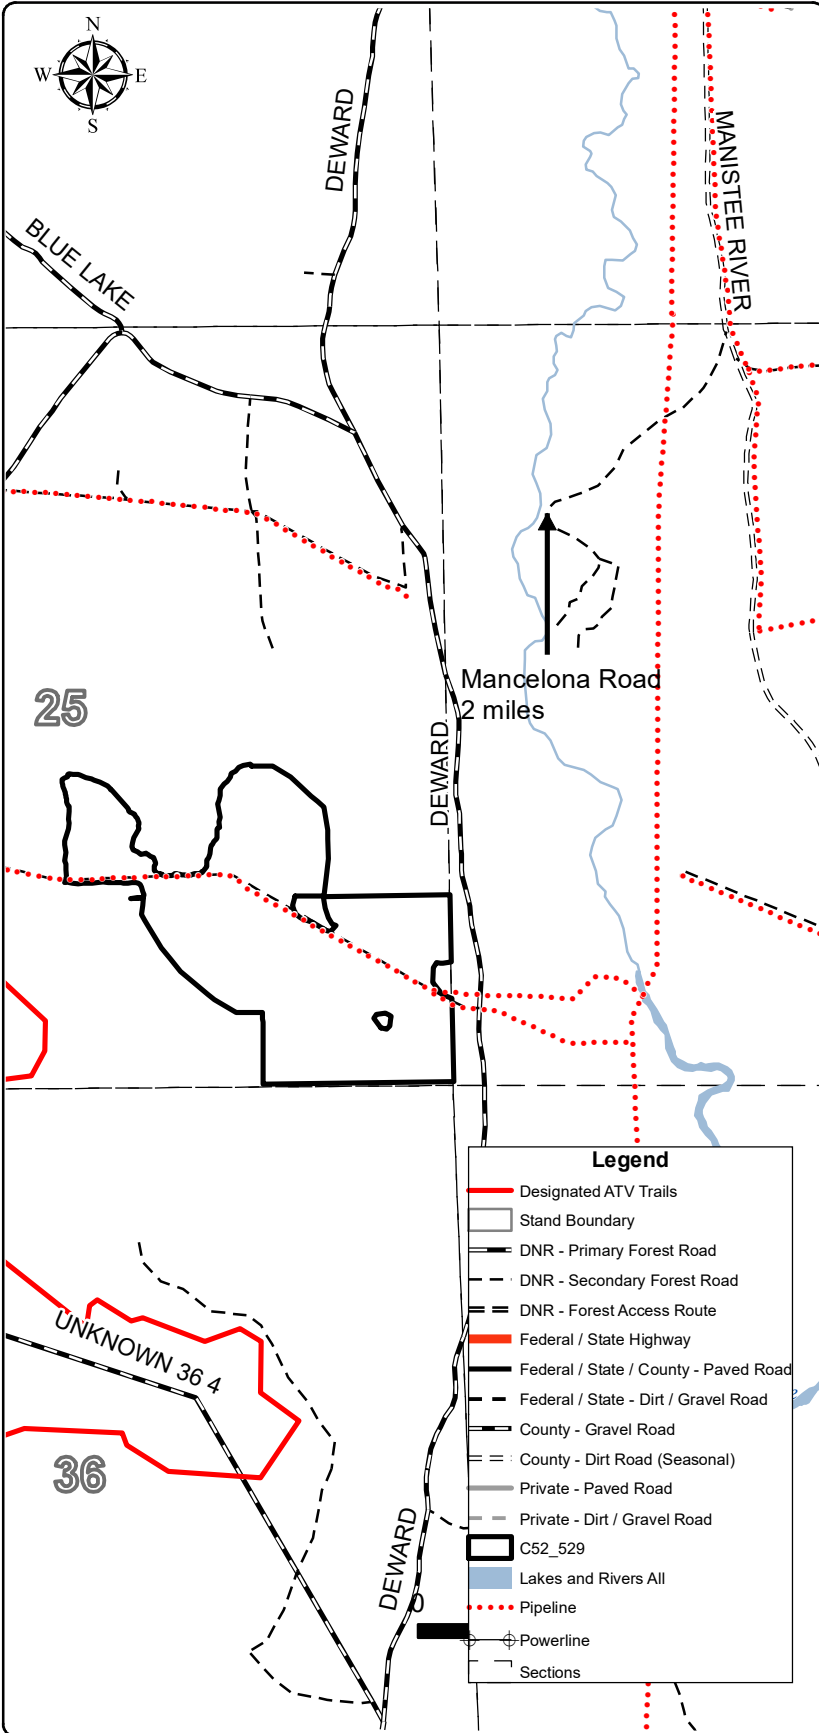 N
W E
S
DEWARD
MANISTEE RIVER
BLUE LAKE
Mancelona Road
2 miles
25
DEWARD
Legend
Designated ATV Trails
Stand Boundary
DNR - Primary Forest Road
DNR - Secondary Forest Road
DNR - Forest Access Route
Federal / State Highway
Federal / State / County - Paved Road
Federal / State - Dirt / Gravel Road
County - Gravel Road
County - Dirt Road (Seasonal)
Private - Paved Road
Private - Dirt / Gravel Road
C52_529
Lakes and Rivers All
Pipeline
Powerline
Sections
UNKNOWN 36 4
36
DEWARD
0